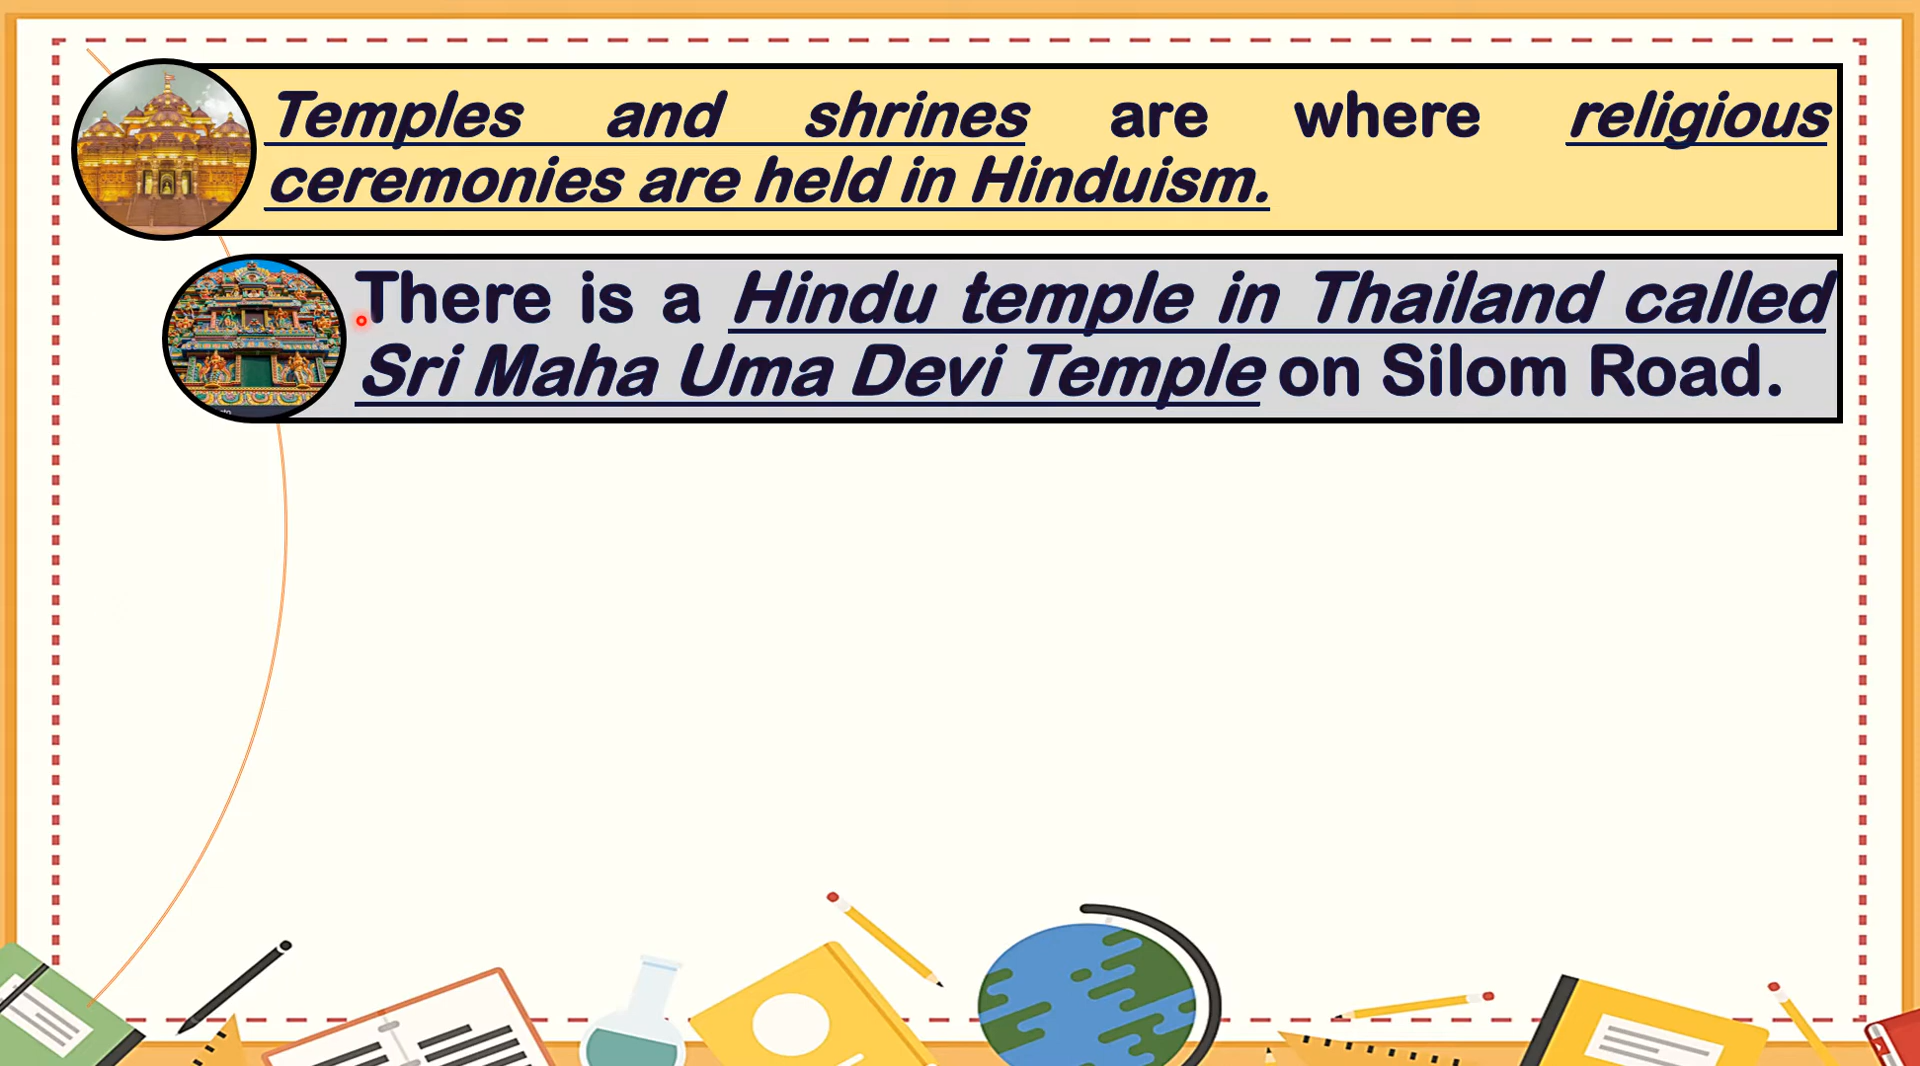 Temples and shrines are where religious
ceremonies are held in Hinduism.
There is a Hindu temple in Thailand called
Sri Maha Uma Devi Temple on Silom Road.